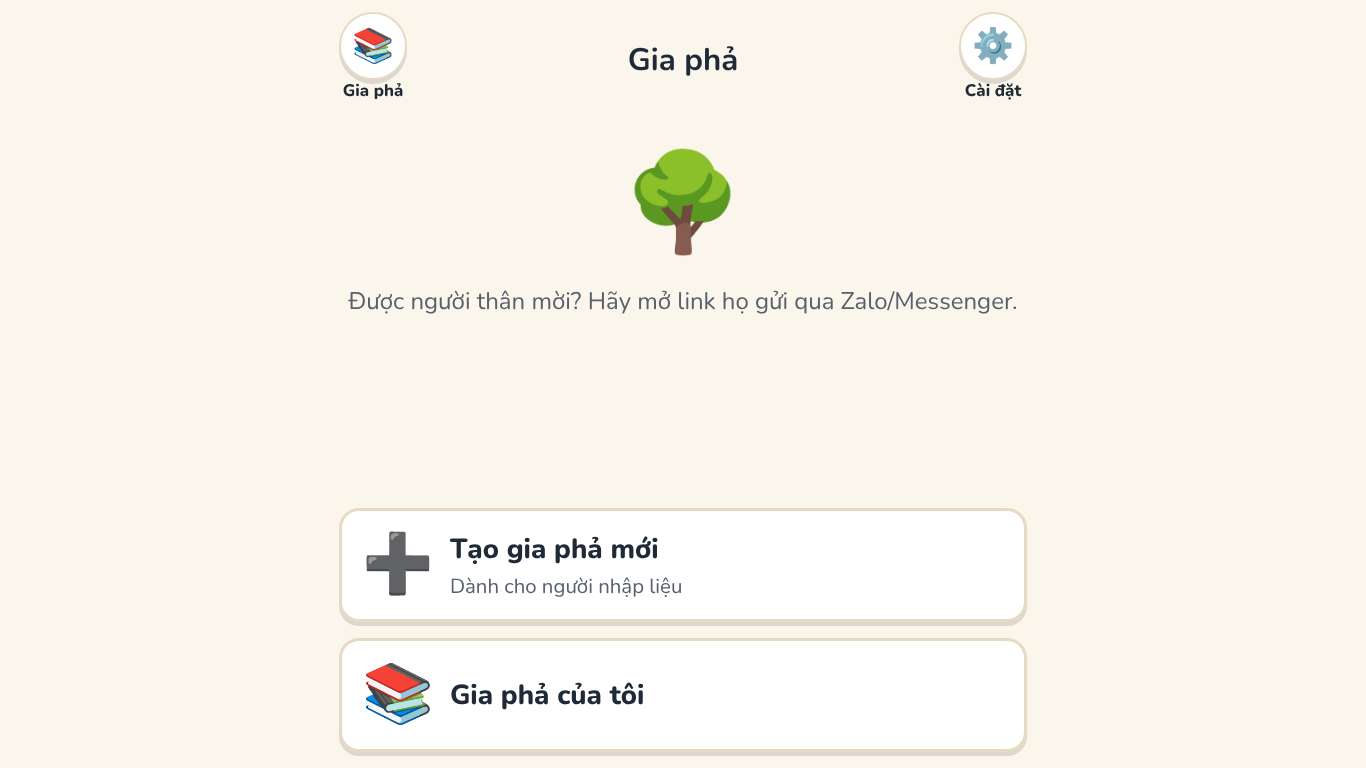 Gia phả
Gia phả
Cài đặt
Được người thân mời? Hãy mở link họ gửi qua Zalo/Messenger.
Tạo gia phả mới
Dành cho người nhập liệu
Gia phả của tôi